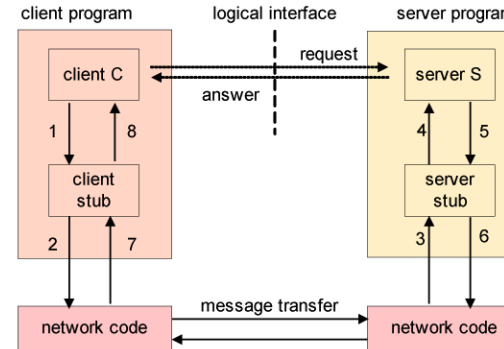 client program
logical interface
server program
request
client C
server S
answer
1
8
4
5
client
stub
server
stub
2
7
3
6
message transfer
network code
network code